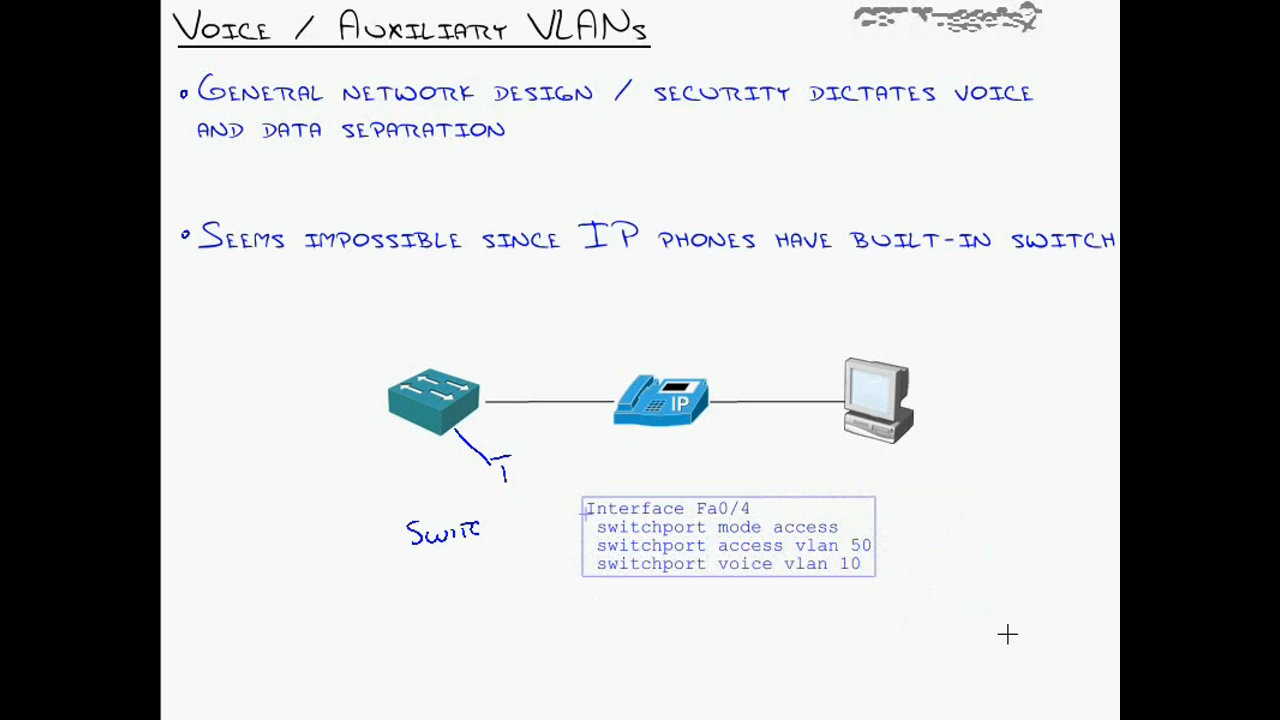 VOICE / AUXILIARY VLANS
• GENERAL NETWORK DESIGN / SECURITY DICTATES VOICE
AND DATA SEPARATION
• SEEMS IMPOSSIBLE SINCE IP PHONES HAVE BUILT-IN SWITCH
IP
T
SWITC
Interface Fa0/4
switchport mode access
switchport access vlan 50
switchport voice vlan 10